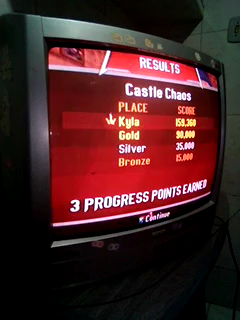 RESULTS
Castle Chaos
PLACE SCORE
Kyla 159,360
Gold 90,000
Silver 35,000
Bronze 15,000
3 PROGRESS POINTS EARNED
Continue